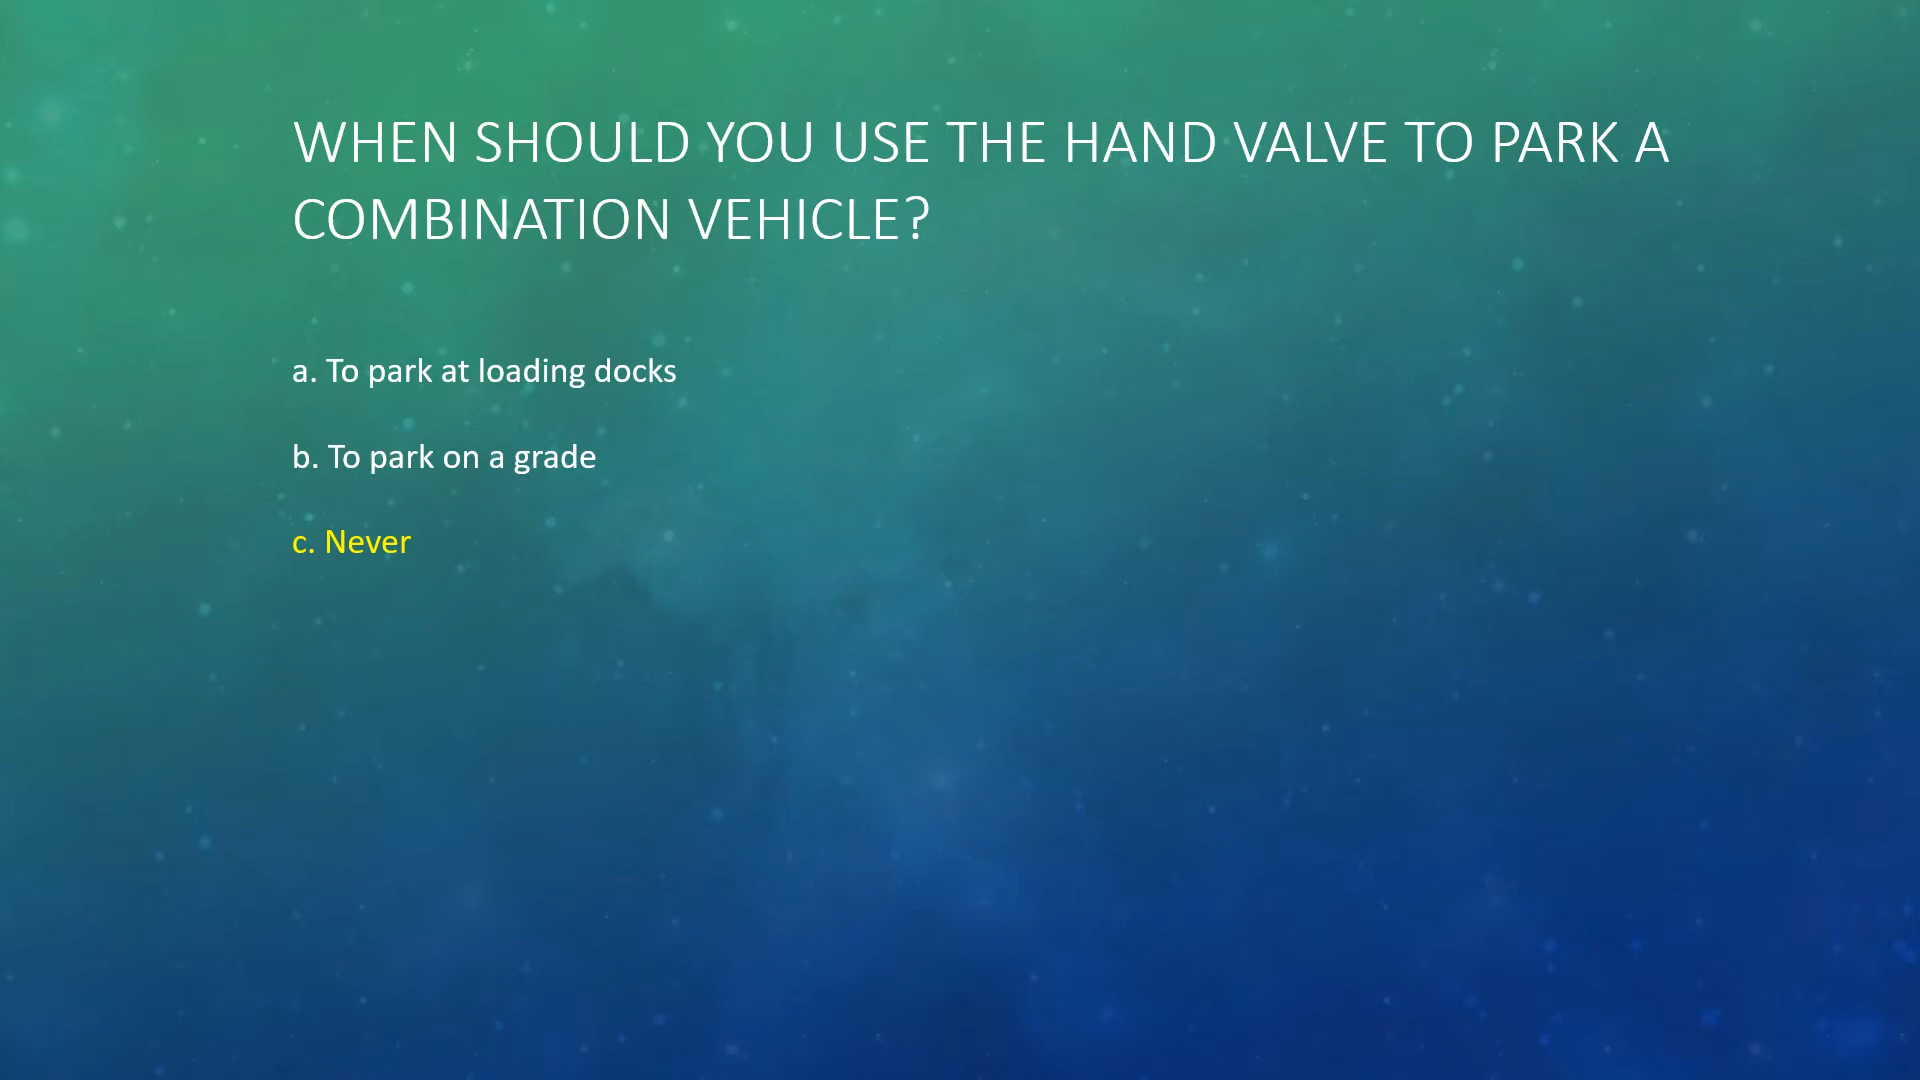 WHEN SHOULD YOU USE THE HAND VALVE TO PARK A
COMBINATION VEHICLE?
a. To park at loading docks
b. To park on a grade
c. Never